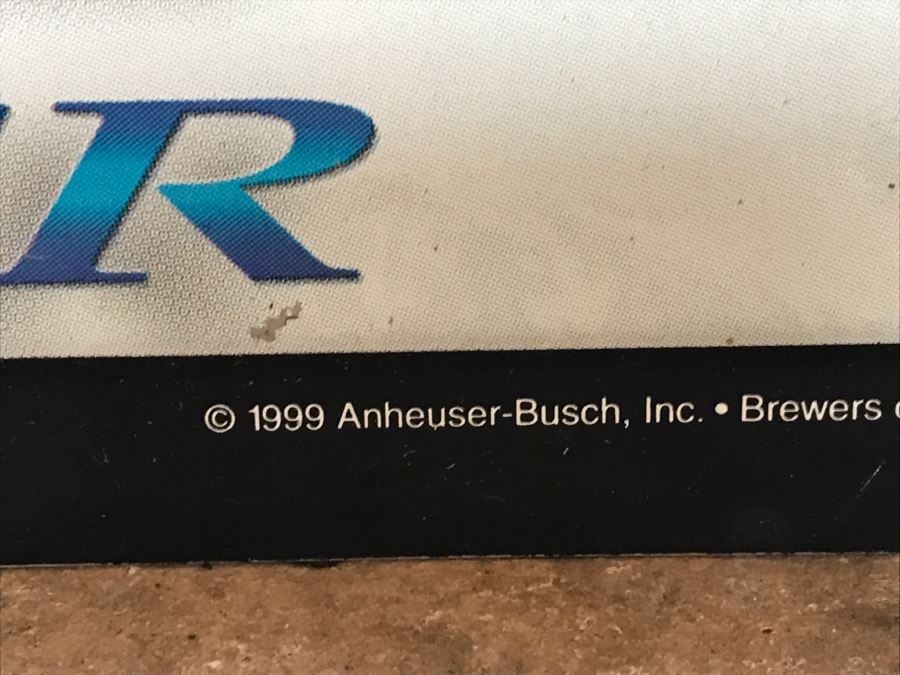 R
© 1999 Anheuser-Busch, Inc. • Brewers